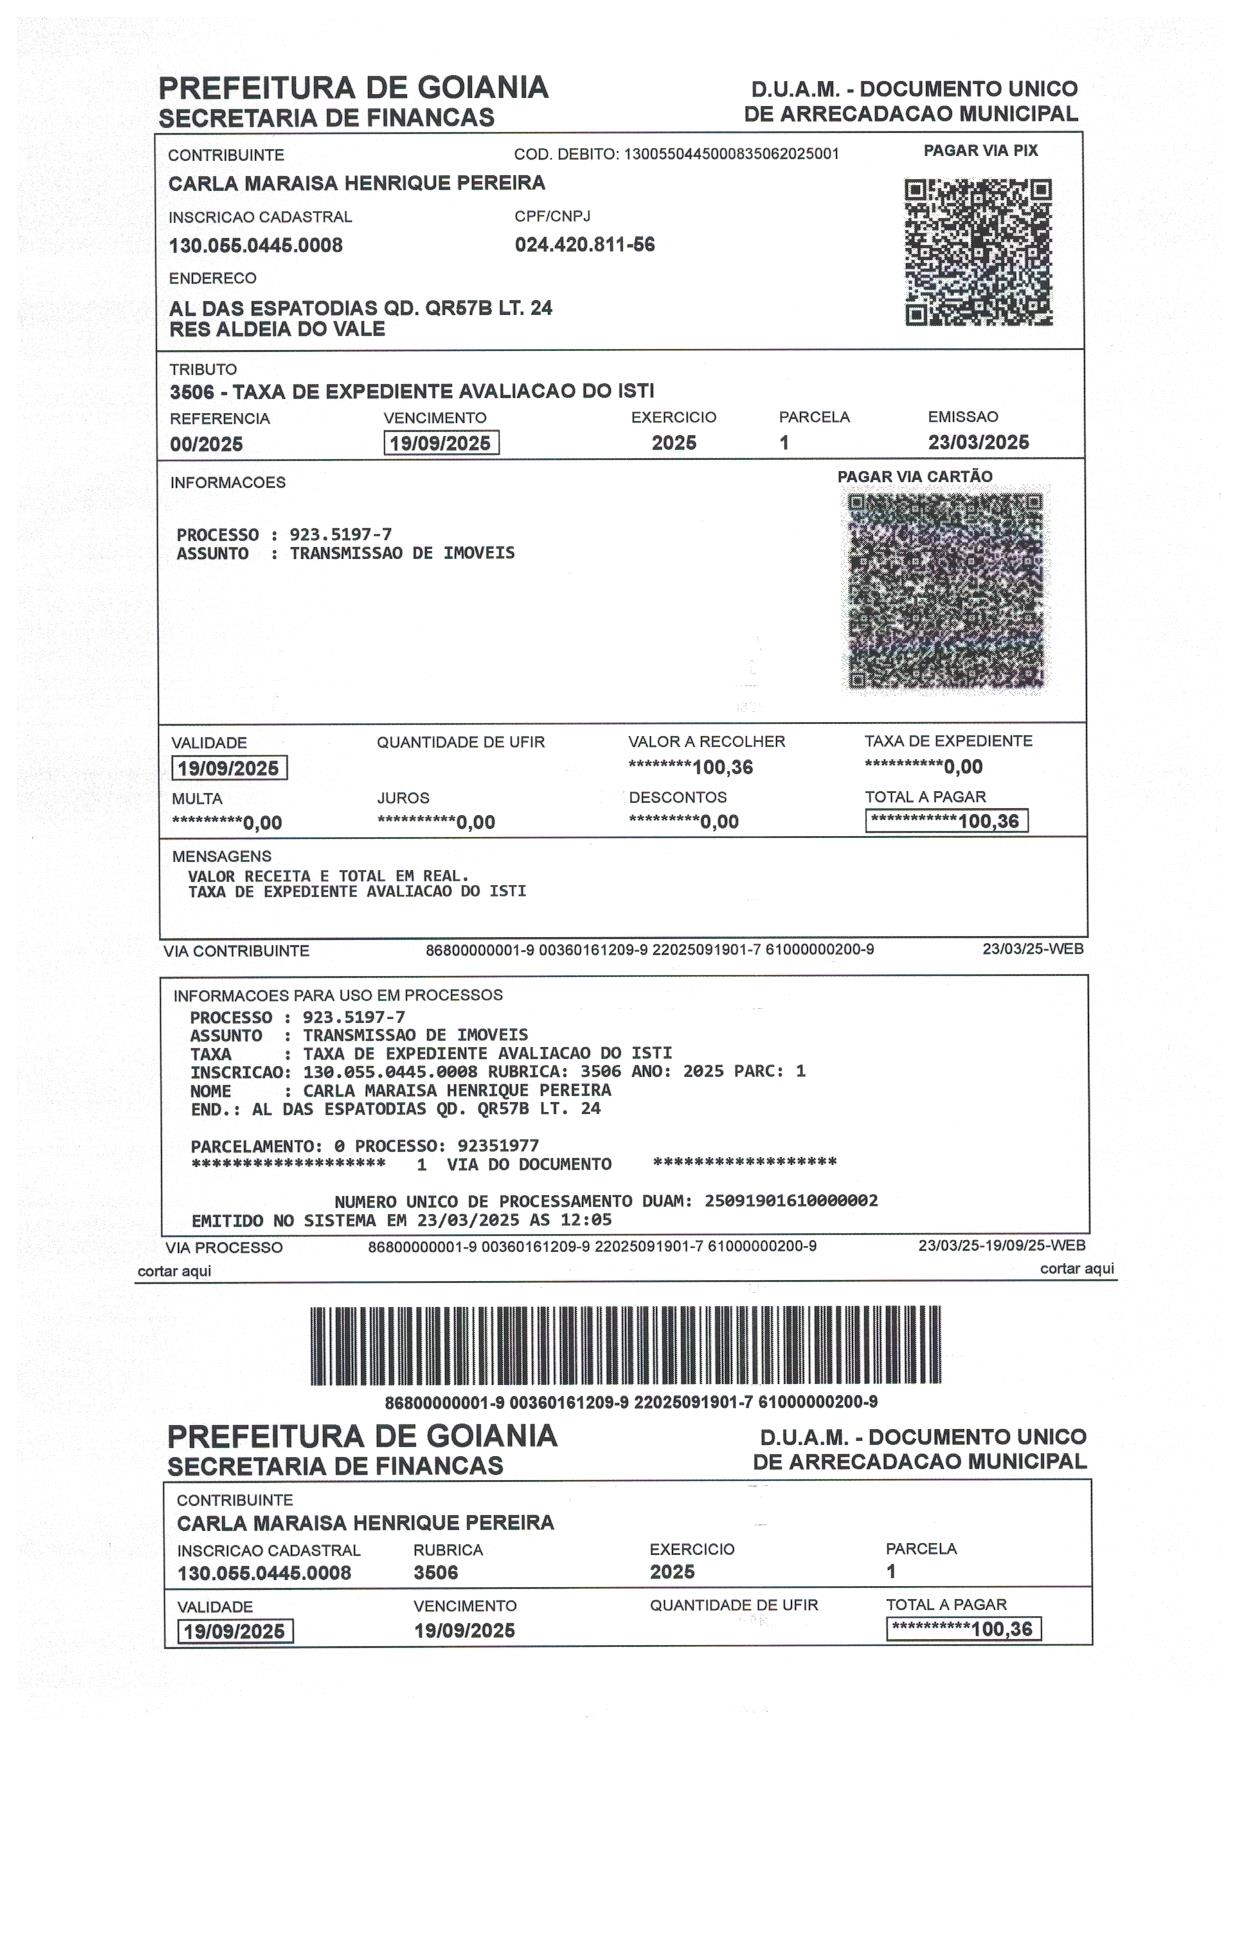 PREFEITURA DE GOIANIA
SECRETARIA DE FINANCAS
D.U.A.M. - DOCUMENTO UNICO
DE ARRECADACAO MUNICIPAL
CONTRIBUINTE
COD. DEBITO: 1300550445000835062025001
PAGAR VIA PIX
CARLA MARAISA HENRIQUE PEREIRA
INSCRICAO CADASTRAL
CPF/CNPJ
130.055.0445.0008
024.420.811-56
ENDERECO
AL DAS ESPATODIAS QD. QR57B LT. 24
RES ALDEIA DO VALE
TRIBUTO
3506 - TAXA DE EXPEDIENTE AVALIACAO DO ISTI
REFERENCIA VENCIMENTO EXERCICIO PARCELA EMISSAO
00/2025 19/09/2025 2025 1 23/03/2025
INFORMACOES
PAGAR VIA CARTÃO
PROCESSO : 923.5197-7
ASSUNTO : TRANSMISSAO DE IMOVEIS
VALIDADE QUANTIDADE DE UFIR VALOR A RECOLHER TAXA DE EXPEDIENTE
19/09/2025 ********100,36 **********0,00
MULTA JUROS DESCONTOS TOTAL A PAGAR
*********0,00 **********0,00 *********0,00 ***********100,36
MENSAGENS
VALOR RECEITA E TOTAL EM REAL.
TAXA DE EXPEDIENTE AVALIACAO DO ISTI
VIA CONTRIBUINTE 86800000001-9 00360161209-9 22025091901-7 61000000200-9 23/03/25-WEB
INFORMACOES PARA USO EM PROCESSOS
PROCESSO : 923.5197-7
ASSUNTO : TRANSMISSAO DE IMOVEIS
TAXA : TAXA DE EXPEDIENTE AVALIACAO DO ISTI
INSCRICAO: 130.055.0445.0008 RUBRICA: 3506 ANO: 2025 PARC: 1
NOME : CARLA MARAISA HENRIQUE PEREIRA
END.: AL DAS ESPATODIAS QD. QR57B LT. 24
PARCELAMENTO: 0 PROCESSO: 92351977
******************* 1 VIA DO DOCUMENTO ******************
NUMERO UNICO DE PROCESSAMENTO DUAM: 25091901610000002
EMITIDO NO SISTEMA EM 23/03/2025 AS 12:05
VIA PROCESSO 86800000001-9 00360161209-9 22025091901-7 61000000200-9 23/03/25-19/09/25-WEB
cortar aqui cortar aqui
86800000001-9 00360161209-9 22025091901-7 61000000200-9
PREFEITURA DE GOIANIA
SECRETARIA DE FINANCAS
D.U.A.M. - DOCUMENTO UNICO
DE ARRECADACAO MUNICIPAL
CONTRIBUINTE
CARLA MARAISA HENRIQUE PEREIRA
INSCRICAO CADASTRAL RUBRICA EXERCICIO PARCELA
130.055.0445.0008 3506 2025 1
VALIDADE VENCIMENTO QUANTIDADE DE UFIR TOTAL A PAGAR
19/09/2025 19/09/2025 **********100,36